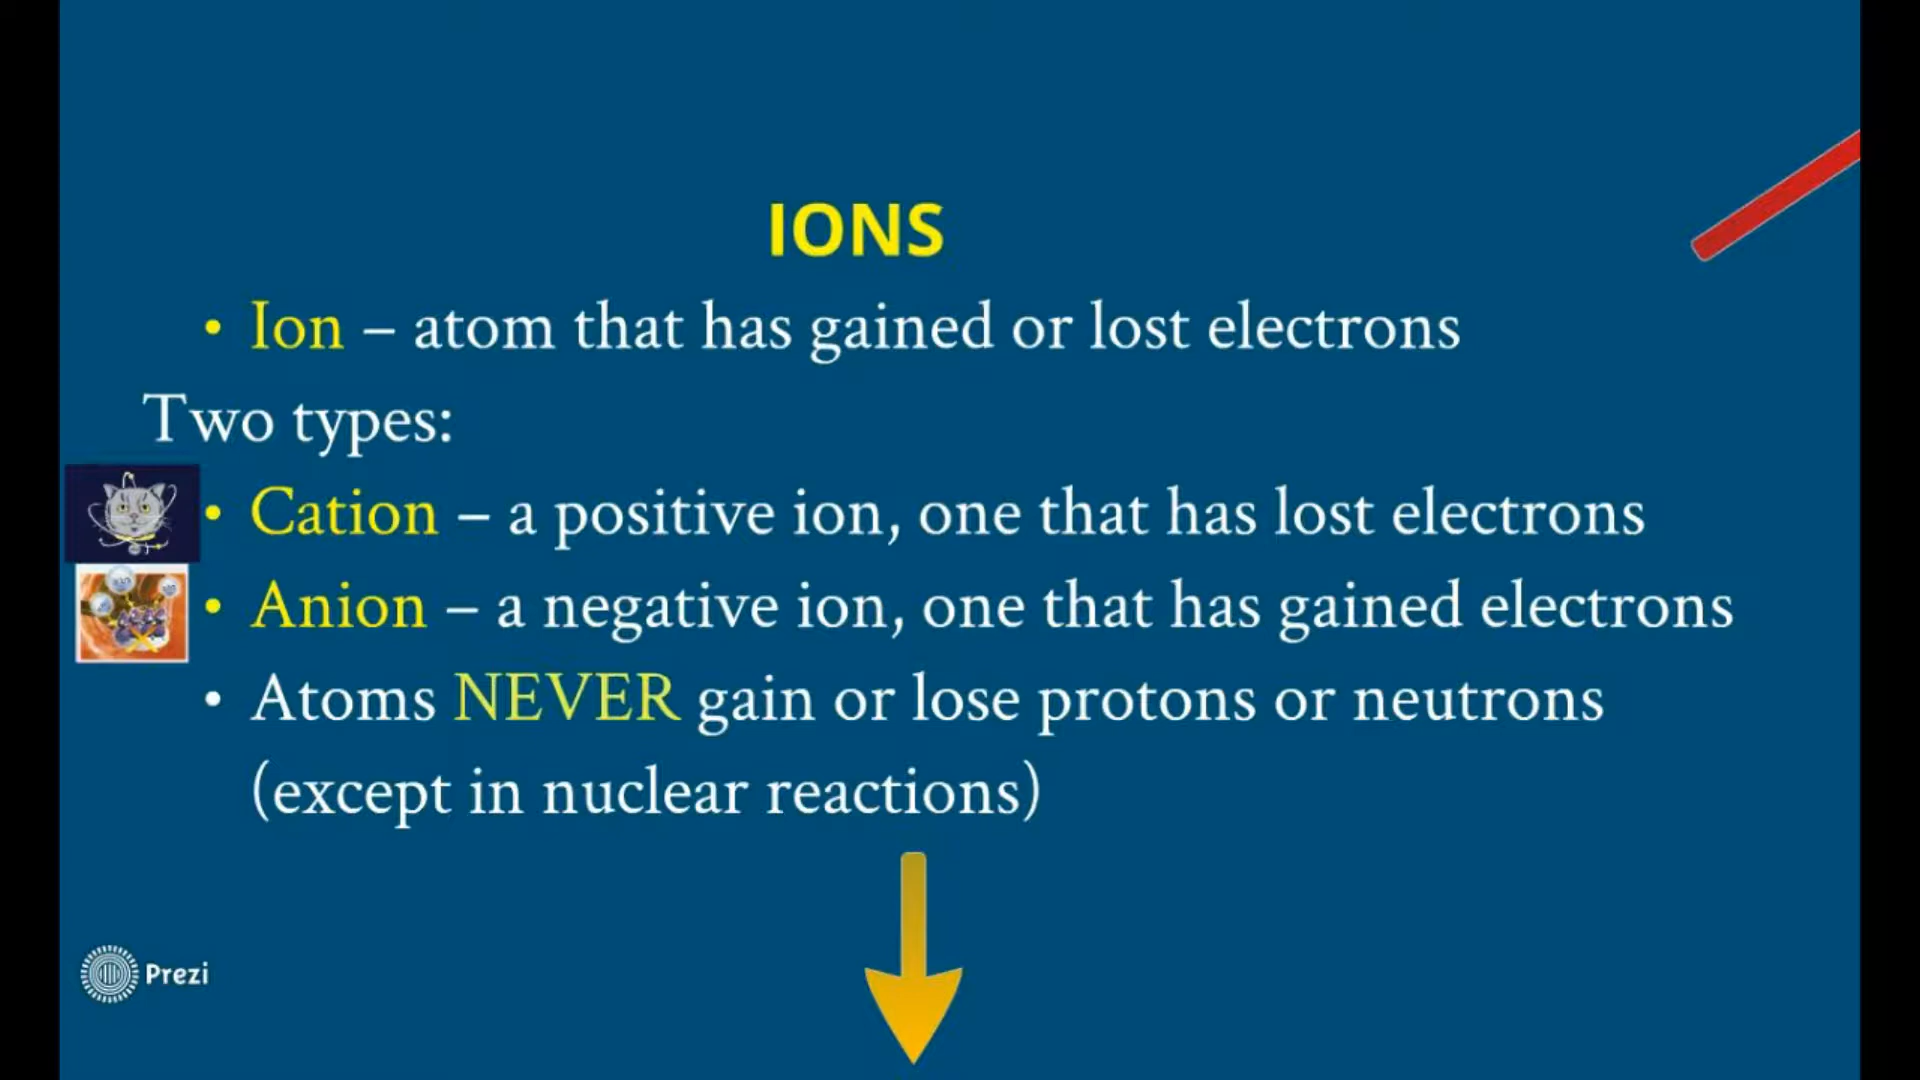 IONS
• Ion – atom that has gained or lost electrons
Two types:
• Cation – a positive ion, one that has lost electrons
• Anion – a negative ion, one that has gained electrons
• Atoms NEVER gain or lose protons or neutrons
(except in nuclear reactions)
Prezi